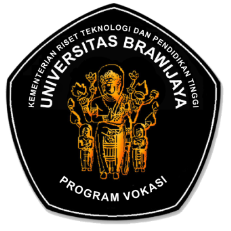 KEMENTERIAN RISET TEKNOLOGI DAN PENDIDIKAN TINGGI
UNIVERSITAS BRAWIJAYA
PROGRAM VOKASI